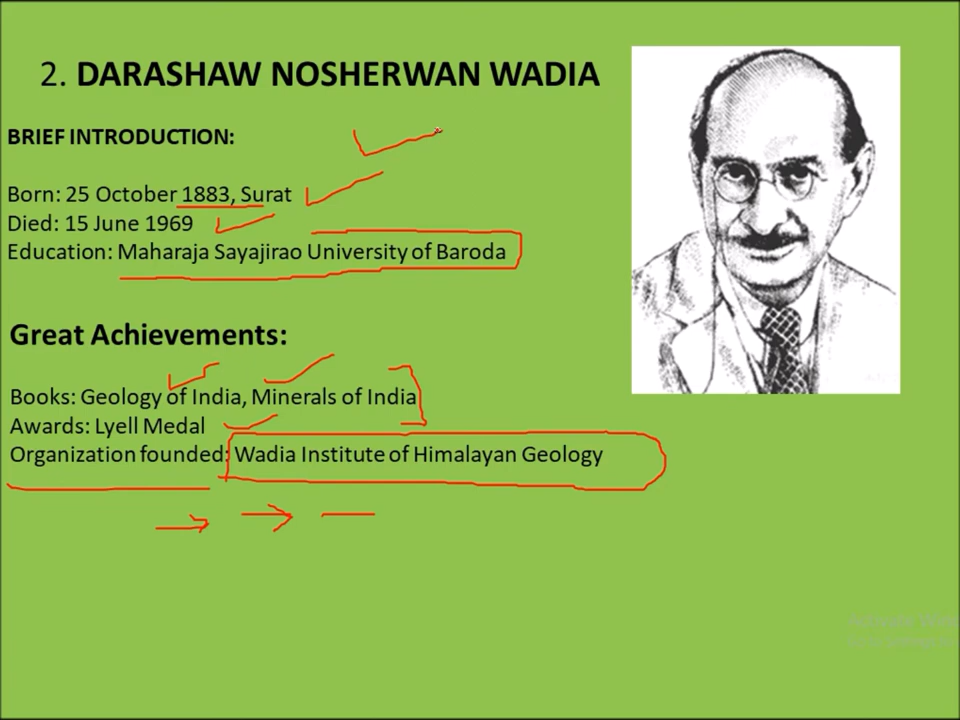 2. DARASHAW NOSHERWAN WADIA
BRIEF INTRODUCTION:
Born: 25 October 1883, Surat
Died: 15 June 1969
Education: Maharaja Sayajirao University of Baroda
Great Achievements:
Books: Geology of India, Minerals of India
Awards: Lyell Medal
Organization founded: Wadia Institute of Himalayan Geology